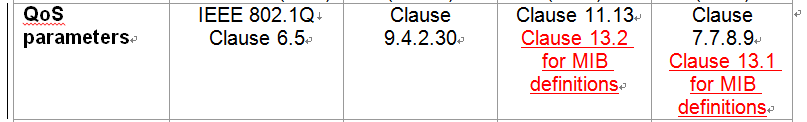 QoS parameters
IEEE 802.1Q
Clause 6.5
Clause
9.4.2.30
Clause 11.13
Clause 13.2
for MIB
definitions
Clause
7.7.8.9
Clause 13.1
for MIB
definitions